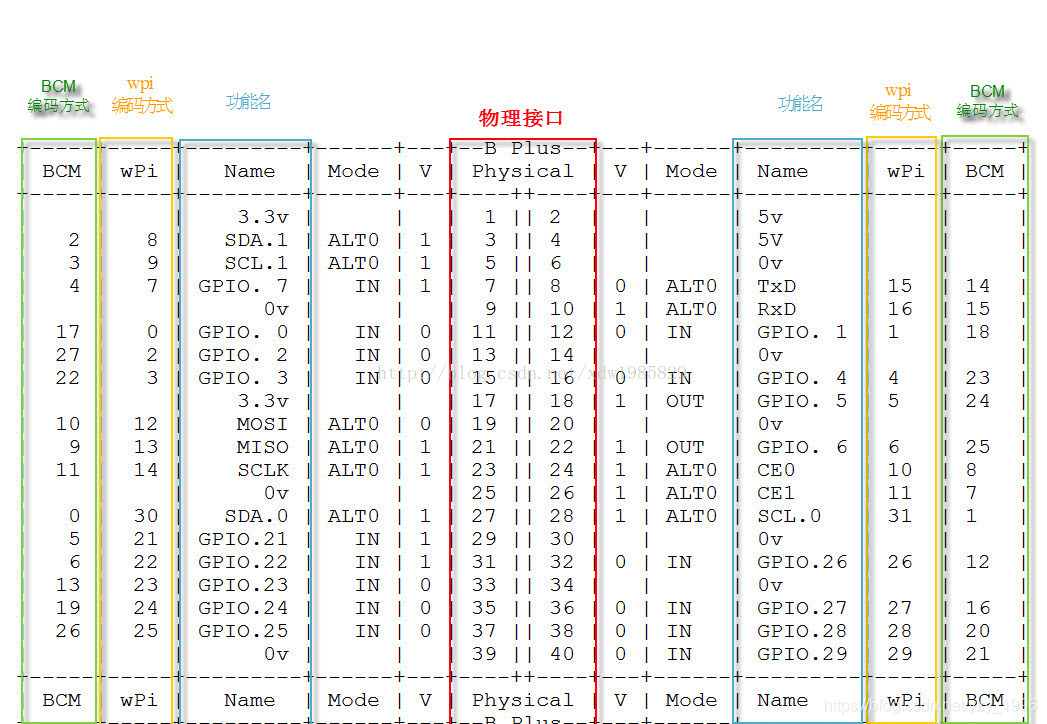 BCM wpi 功能名 功能名 wpi BCM
编码方式 编码方式 物理接口 编码方式 编码方式
+-----+-----+---------+------+---+--B Plus--+---+------+---------+-----+-----+
BCM | wPi | Name | Mode | V | Physical | V | Mode | Name | wPi | BCM |
+-----+-----+---------+------+---+----++----+---+------+---------+-----+-----+
| | 3.3v | | | 1 || 2 | | | 5v | | |
2 | 8 | SDA.1 | ALT0 | 1 | 3 || 4 | | | 5V | | |
3 | 9 | SCL.1 | ALT0 | 1 | 5 || 6 | | | 0v | | |
4 | 7 | GPIO. 7 | IN | 1 | 7 || 8 | 0 | ALT0 | TxD | 15 | 14 |
| | 0v | | | 9 || 10 | 1 | ALT0 | RxD | 16 | 15 |
17 | 0 | GPIO. 0 | IN | 0 | 11 || 12 | 0 | IN | GPIO. 1 | 1 | 18 |
27 | 2 | GPIO. 2 | IN | 0 | 13 || 14 | | | 0v | | |
22 | 3 | GPIO. 3 | IN | 0 | 15 || 16 | 0 | IN | GPIO. 4 | 4 | 23 |
| | 3.3v | | | 17 || 18 | 1 | OUT | GPIO. 5 | 5 | 24 |
10 | 12 | MOSI | ALT0 | 0 | 19 || 20 | | | 0v | | |
9 | 13 | MISO | ALT0 | 1 | 21 || 22 | 1 | OUT | GPIO. 6 | 6 | 25 |
11 | 14 | SCLK | ALT0 | 1 | 23 || 24 | 1 | ALT0 | CE0 | 10 | 8 |
| | 0v | | | 25 || 26 | 1 | ALT0 | CE1 | 11 | 7 |
0 | 30 | SDA.0 | ALT0 | 1 | 27 || 28 | 1 | ALT0 | SCL.0 | 31 | 1 |
5 | 21 | GPIO.21 | IN | 1 | 29 || 30 | | | 0v | | |
6 | 22 | GPIO.22 | IN | 1 | 31 || 32 | 0 | IN | GPIO.26 | 26 | 12 |
13 | 23 | GPIO.23 | IN | 0 | 33 || 34 | | | 0v | | |
19 | 24 | GPIO.24 | IN | 0 | 35 || 36 | 0 | IN | GPIO.27 | 27 | 16 |
26 | 25 | GPIO.25 | IN | 0 | 37 || 38 | 0 | IN | GPIO.28 | 28 | 20 |
| | 0v | | | 39 || 40 | 0 | IN | GPIO.29 | 29 | 21 |
+-----+-----+---------+------+---+----++----+---+------+---------+-----+-----+
BCM | wPi | Name | Mode | V | Physical | V | Mode | Name | wPi | BCM |
+-----+-----+---------+------+---+--B Plus--+---+------+---------+-----+-----+